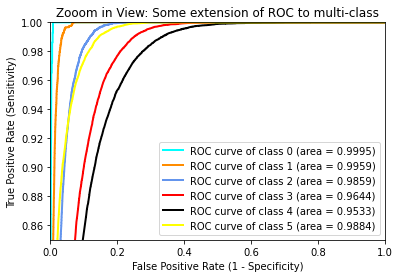 Zooom in View: Some extension of ROC to multi-class
True Positive Rate (Sensitivity)
1.00
0.98
0.96
0.94
0.92
0.90
0.88
0.86
ROC curve of class 0 (area = 0.9995)
ROC curve of class 1 (area = 0.9959)
ROC curve of class 2 (area = 0.9859)
ROC curve of class 3 (area = 0.9644)
ROC curve of class 4 (area = 0.9533)
ROC curve of class 5 (area = 0.9884)
0.0 0.2 0.4 0.6 0.8 1.0
False Positive Rate (1 - Specificity)